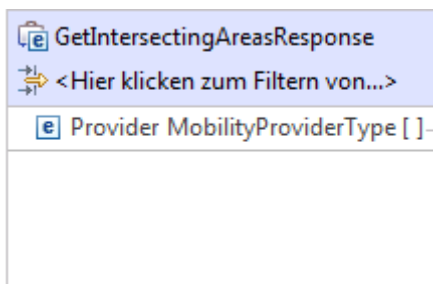 GetIntersectingAreasResponse
<Hier klicken zum Filtern von...>
e Provider MobilityProviderType [ ]